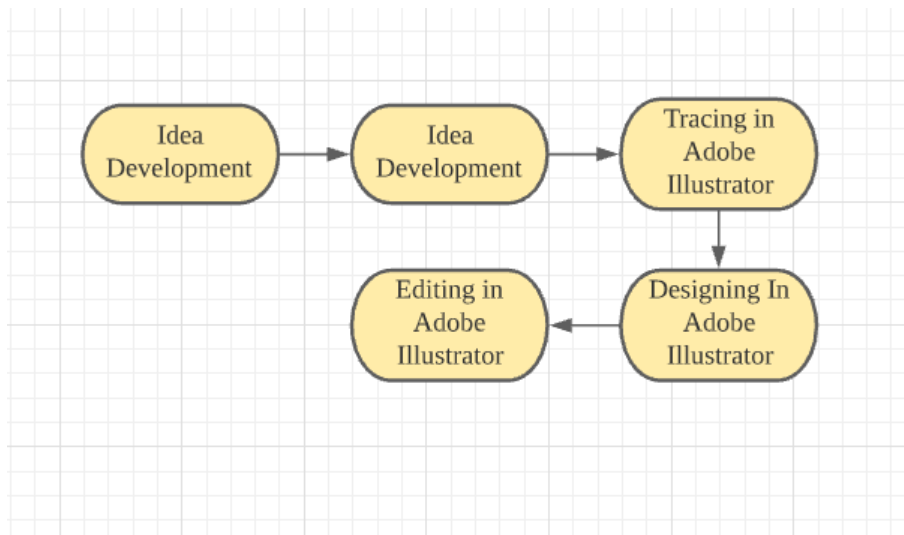 Idea
Development
Idea
Development
Tracing in
Adobe
Illustrator
Designing In
Adobe
Illustrator
Editing in
Adobe
Illustrator